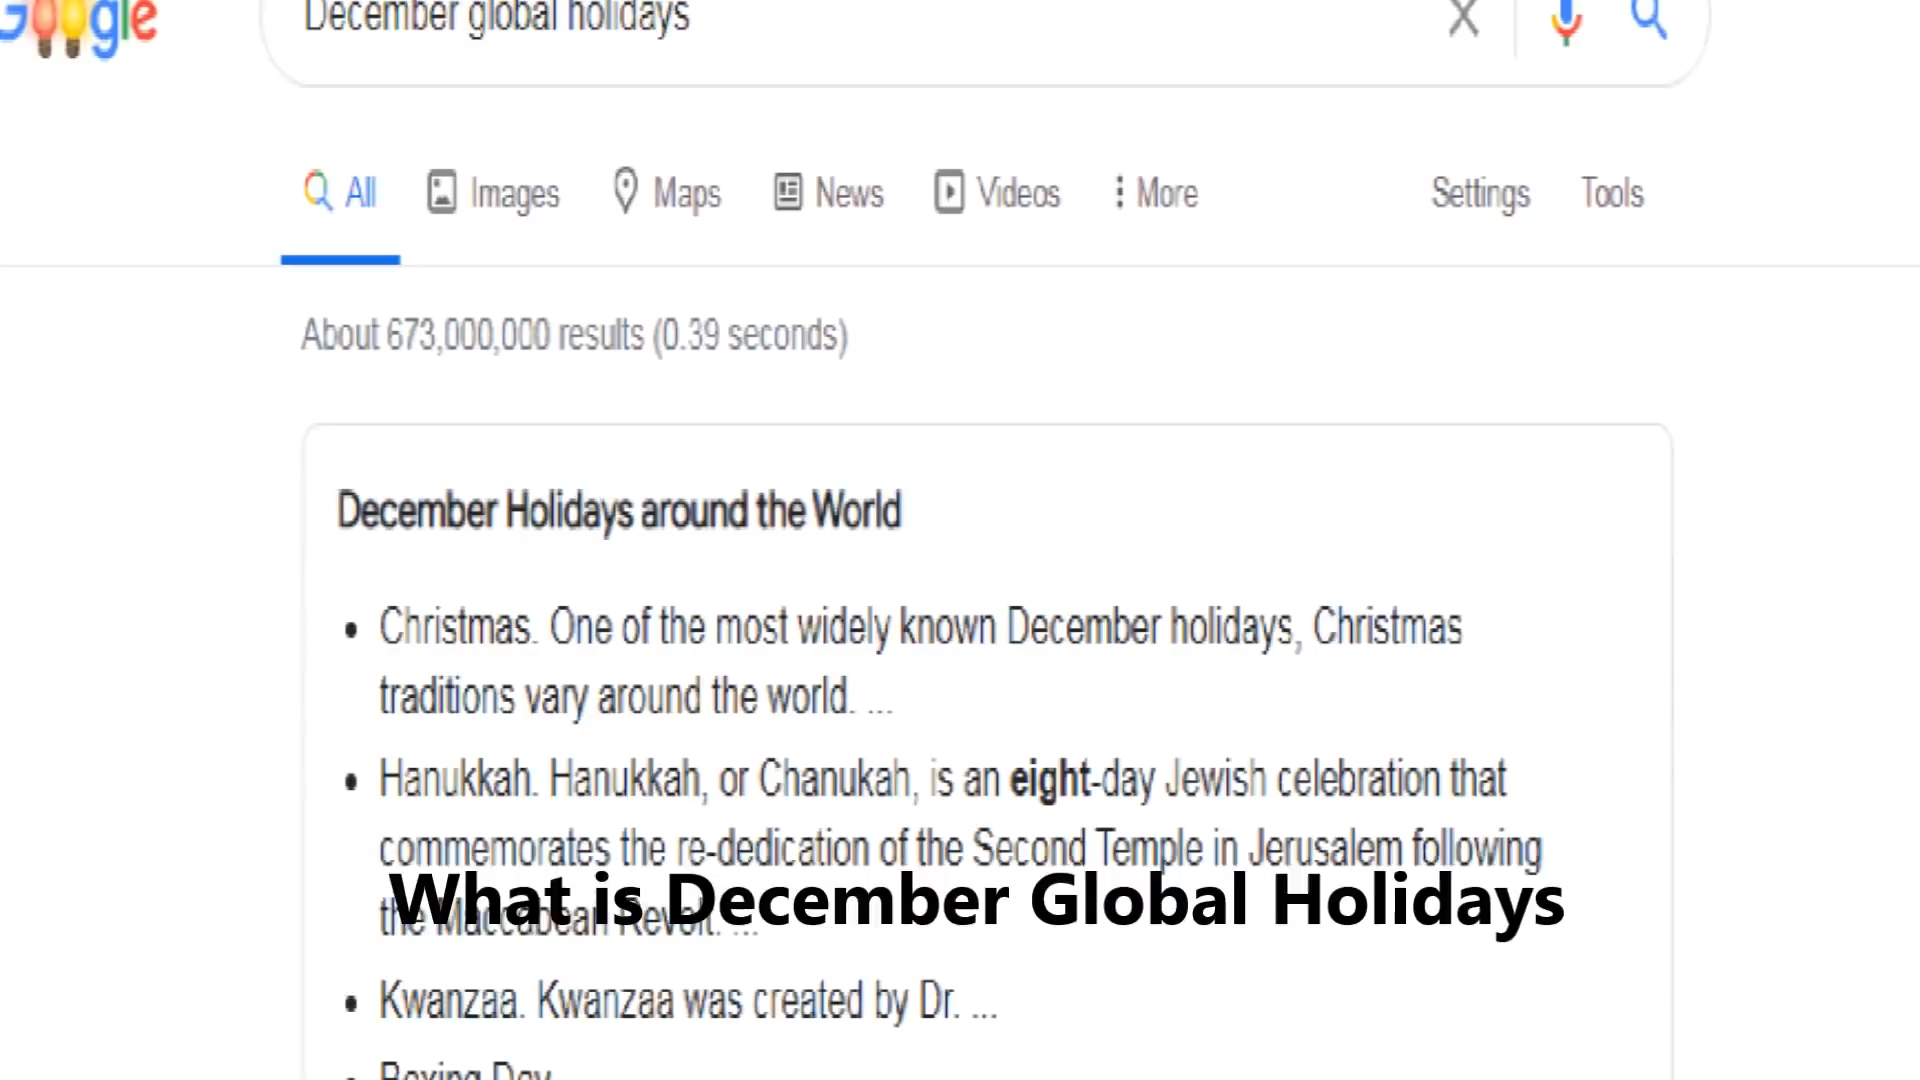 Google
December global holidays
All Images Maps News Videos More Settings Tools
About 673,000,000 results (0.39 seconds)
December Holidays around the World
• Christmas. One of the most widely known December holidays, Christmas
traditions vary around the world. ...
• Hanukkah. Hanukkah, or Chanukah, is an eight-day Jewish celebration that
commemorates the re-dedication of the Second Temple in Jerusalem following
the Maccabean Revolt. ...
What is December Global Holidays
• Kwanzaa. Kwanzaa was created by Dr. ...
• Boxing Day